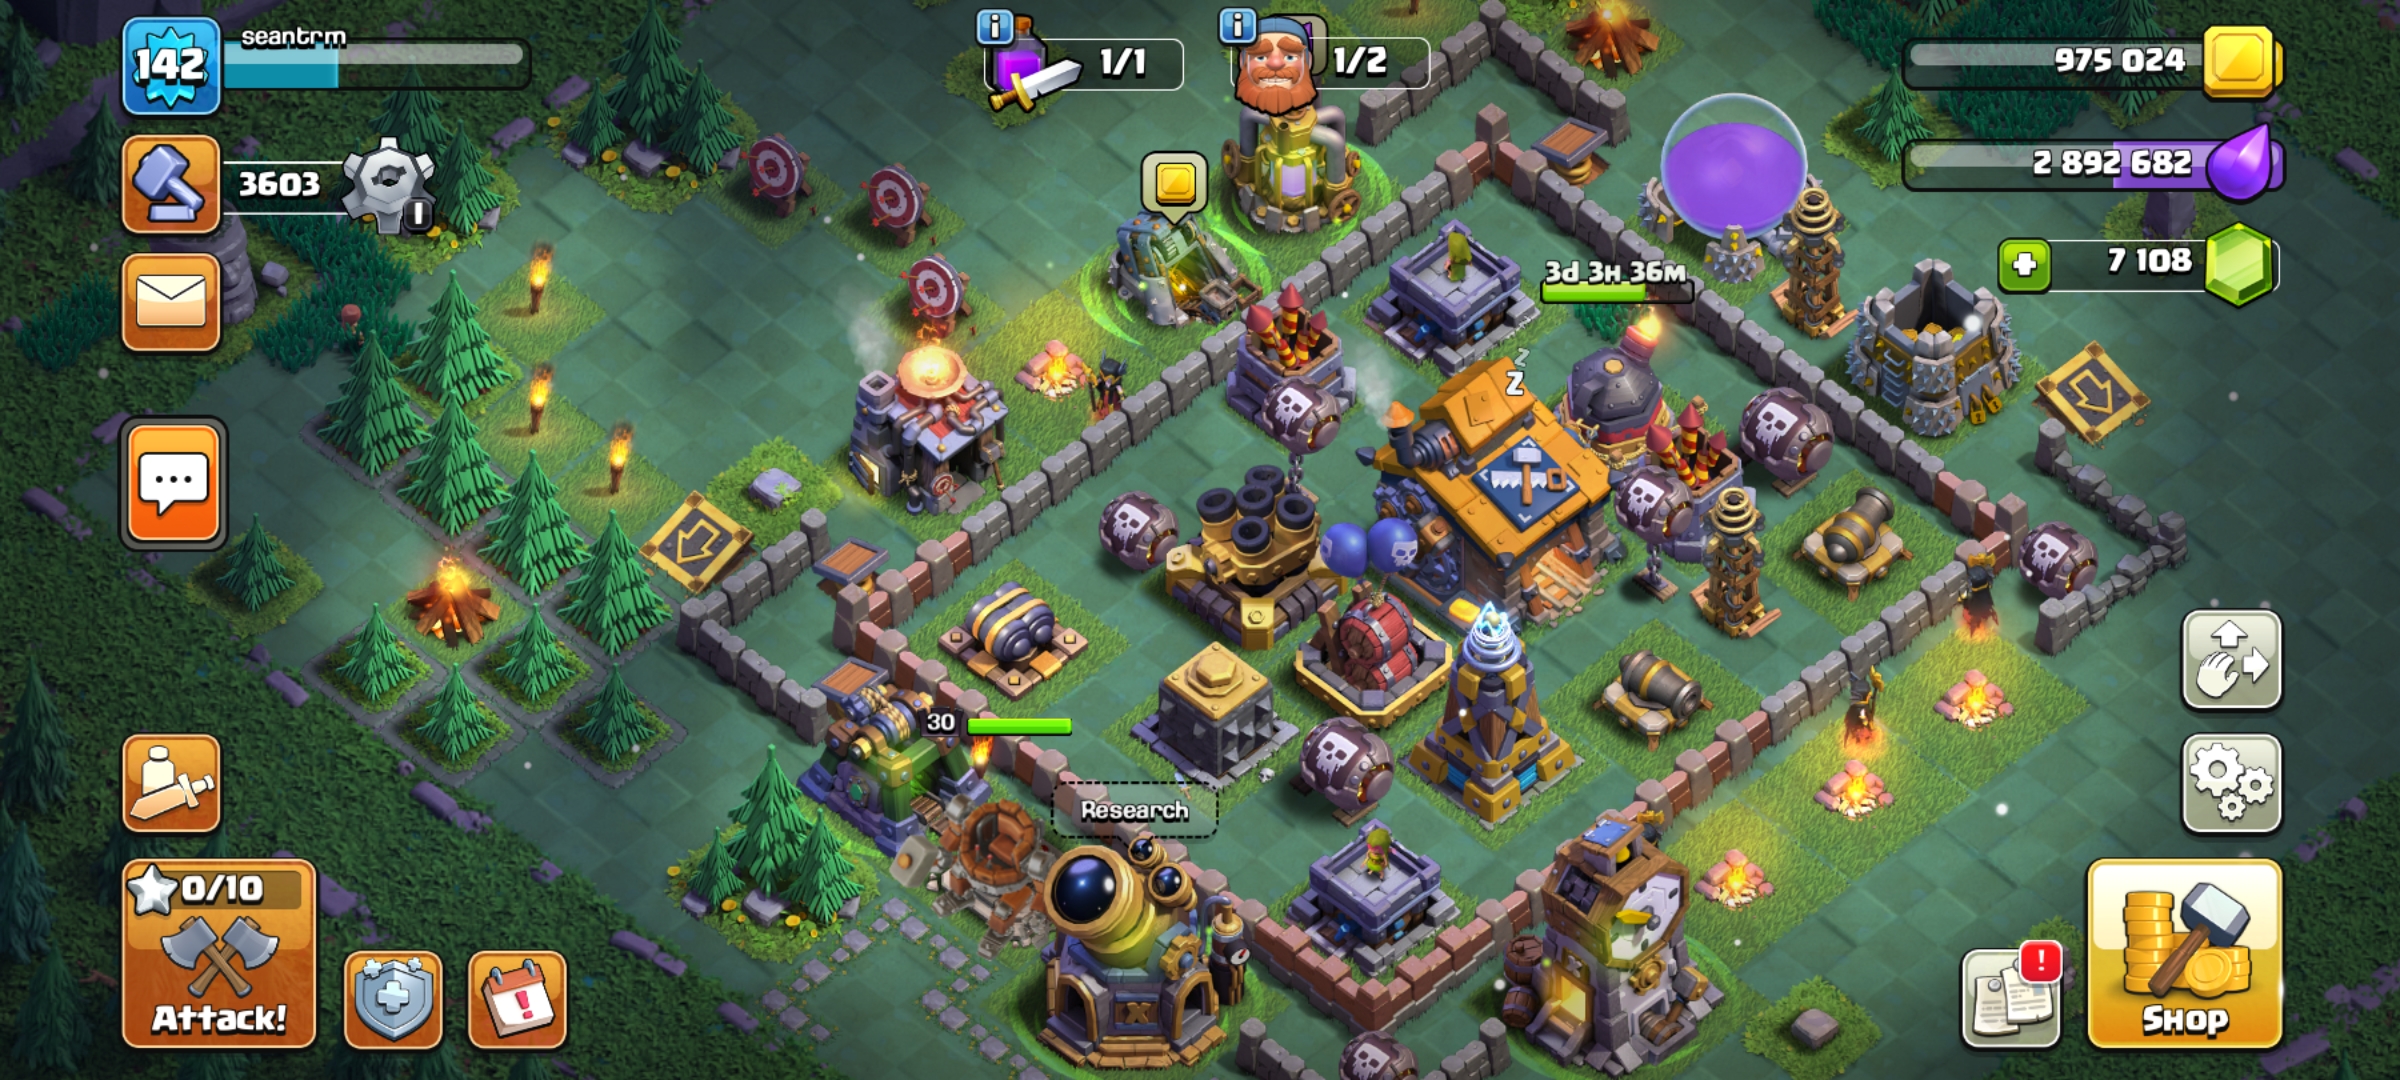 142
seantrm
1/1
1/2
975 024
3603
I
2 892 682
7 108
3d 3h 36m
z
Z
30
Research
0/10
Attack!
!
Shop